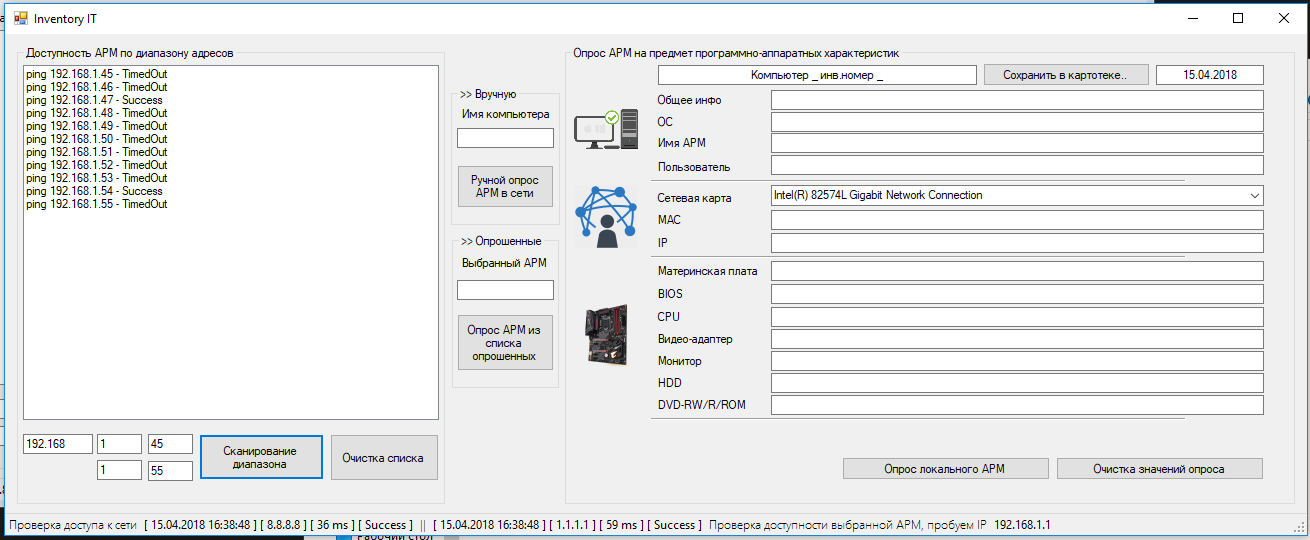 Inventory IT
Доступность АРМ по диапазону адресов
ping 192.168.1.45 - TimedOut
ping 192.168.1.46 - TimedOut
ping 192.168.1.47 - Success
ping 192.168.1.48 - TimedOut
ping 192.168.1.49 - TimedOut
ping 192.168.1.50 - TimedOut
ping 192.168.1.51 - TimedOut
ping 192.168.1.52 - TimedOut
ping 192.168.1.53 - TimedOut
ping 192.168.1.54 - Success
ping 192.168.1.55 - TimedOut
192.168 1 45
1 55
Сканирование
диапазона
Очистка списка
>> Вручную
Имя компьютера
Ручной опрос
АРМ в сети
>> Опрошенные
Выбранный АРМ
Опрос АРМ из
списка
опрошенных
Опрос АРМ на предмет программно-аппаратных характеристик
Компьютер _ инв.номер _
Сохранить в картотеке..
15.04.2018
Общее инфо
ОС
Имя АРМ
Пользователь
Сетевая карта Intel(R) 82574L Gigabit Network Connection
MAC
IP
Материнская плата
BIOS
CPU
Видео-адаптер
Монитор
HDD
DVD-RW/R/ROM
Опрос локального АРМ
Очистка значений опроса
Проверка доступа к сети [ 15.04.2018 16:38:48 ] [ 8.8.8.8 ] [ 36 ms ] [ Success ] || [ 15.04.2018 16:38:48 ] [ 1.1.1.1 ] [ 59 ms ] [ Success ] Проверка доступности выбранной АРМ, пробуем IP 192.168.1.1
Рабочий стол